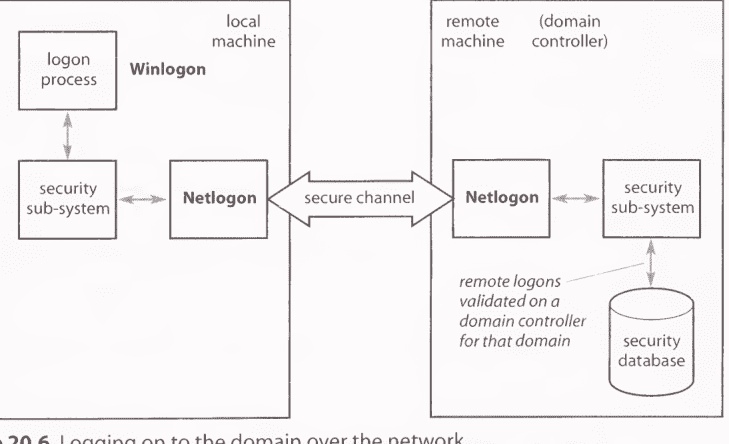 local
machine
logon
process
Winlogon
security
sub-system
Netlogon
secure channel
remote
machine
(domain
controller)
Netlogon
security
sub-system
remote logons
validated on a
domain controller
for that domain
security
database
20.6 Logging on to the domain over the network